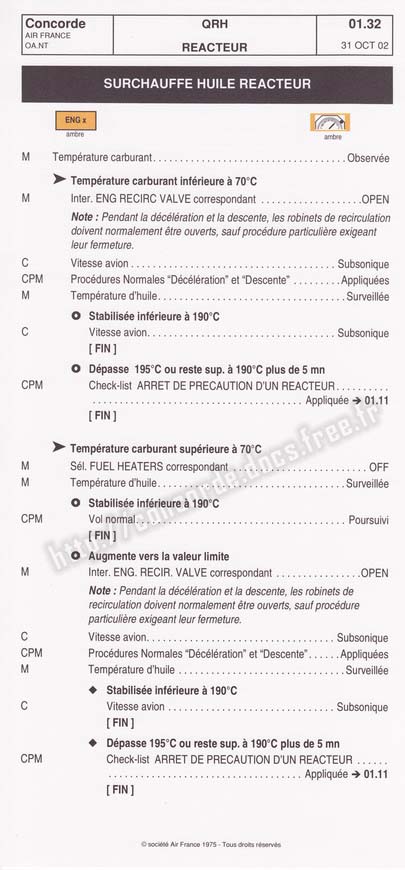 Concorde QRH 01.32
AIR FRANCE
OA.NT REACTEUR 31 OCT 02
SURCHAUFFE HUILE REACTEUR
ENG x
ambre ambre
M Température carburant. . . . . . . . . . . . . . . . . . . . . . . . . . . . . . . . . . . Observée
➤ Température carburant inférieure à 70°C
M Inter. ENG RECIRC VALVE correspondant . . . . . . . . . . . . . . . . . . OPEN
Note : Pendant la décélération et la descente, les robinets de recirculation
doivent normalement être ouverts, sauf procédure particulière exigeant
leur fermeture.
C Vitesse avion . . . . . . . . . . . . . . . . . . . . . . . . . . . . . . . . . . . . Subsonique
CPM Procédures Normales “Décélération” et “Descente” . . . . . . . . . Appliquées
M Température d'huile. . . . . . . . . . . . . . . . . . . . . . . . . . . . . . . . Surveillée
Stabilisée inférieure à 190°C
C Vitesse avion. . . . . . . . . . . . . . . . . . . . . . . . . . . . . . . . . Subsonique
[ FIN ]
Dépasse 195°C ou reste sup. à 190°C plus de 5 mn
CPM Check-list ARRET DE PRECAUTION D'UN REACTEUR. . . . . . . . . .
. . . . . . . . . . . . . . . . . . . . . . . . . . . . . . . . . . . . Appliquée ➔ 01.11
[ FIN ]
➤ Température carburant supérieure à 70°C
M Sél. FUEL HEATERS correspondant . . . . . . . . . . . . . . . . . . . . . . . . OFF
M Température d'huile. . . . . . . . . . . . . . . . . . . . . . . . . . . . . . . . Surveillée
Stabilisée inférieure à 190°C
CPM Vol normal. . . . . . . . . . . . . . . . . . . . . . . . . . . . . . . . . . . . . Poursuivi
[ FIN ]
Augmente vers la valeur limite
M Inter. ENG. RECIR. VALVE correspondant . . . . . . . . . . . . . . . OPEN
Note : Pendant la décélération et la descente, les robinets de
recirculation doivent normalement être ouverts, sauf procédure
particulière exigeant leur fermeture.
C Vitesse avion. . . . . . . . . . . . . . . . . . . . . . . . . . . . . . . . . Subsonique
CPM Procédures Normales “Décélération” et “Descente”. . . . . . Appliquées
M Température d'huile . . . . . . . . . . . . . . . . . . . . . . . . . . . . . Surveillée
◆ Stabilisée inférieure à 190°C
C Vitesse avion . . . . . . . . . . . . . . . . . . . . . . . . . . . . . . Subsonique
[ FIN ]
◆ Dépasse 195°C ou reste sup. à 190°C plus de 5 mn
CPM Check-list ARRET DE PRECAUTION D'UN REACTEUR . . . . . .
. . . . . . . . . . . . . . . . . . . . . . . . . . . . . . . . . Appliquée ➔ 01.11
[ FIN ]
© société Air France 1975 - Tous droits réservés
http://concorde.docs.free.fr